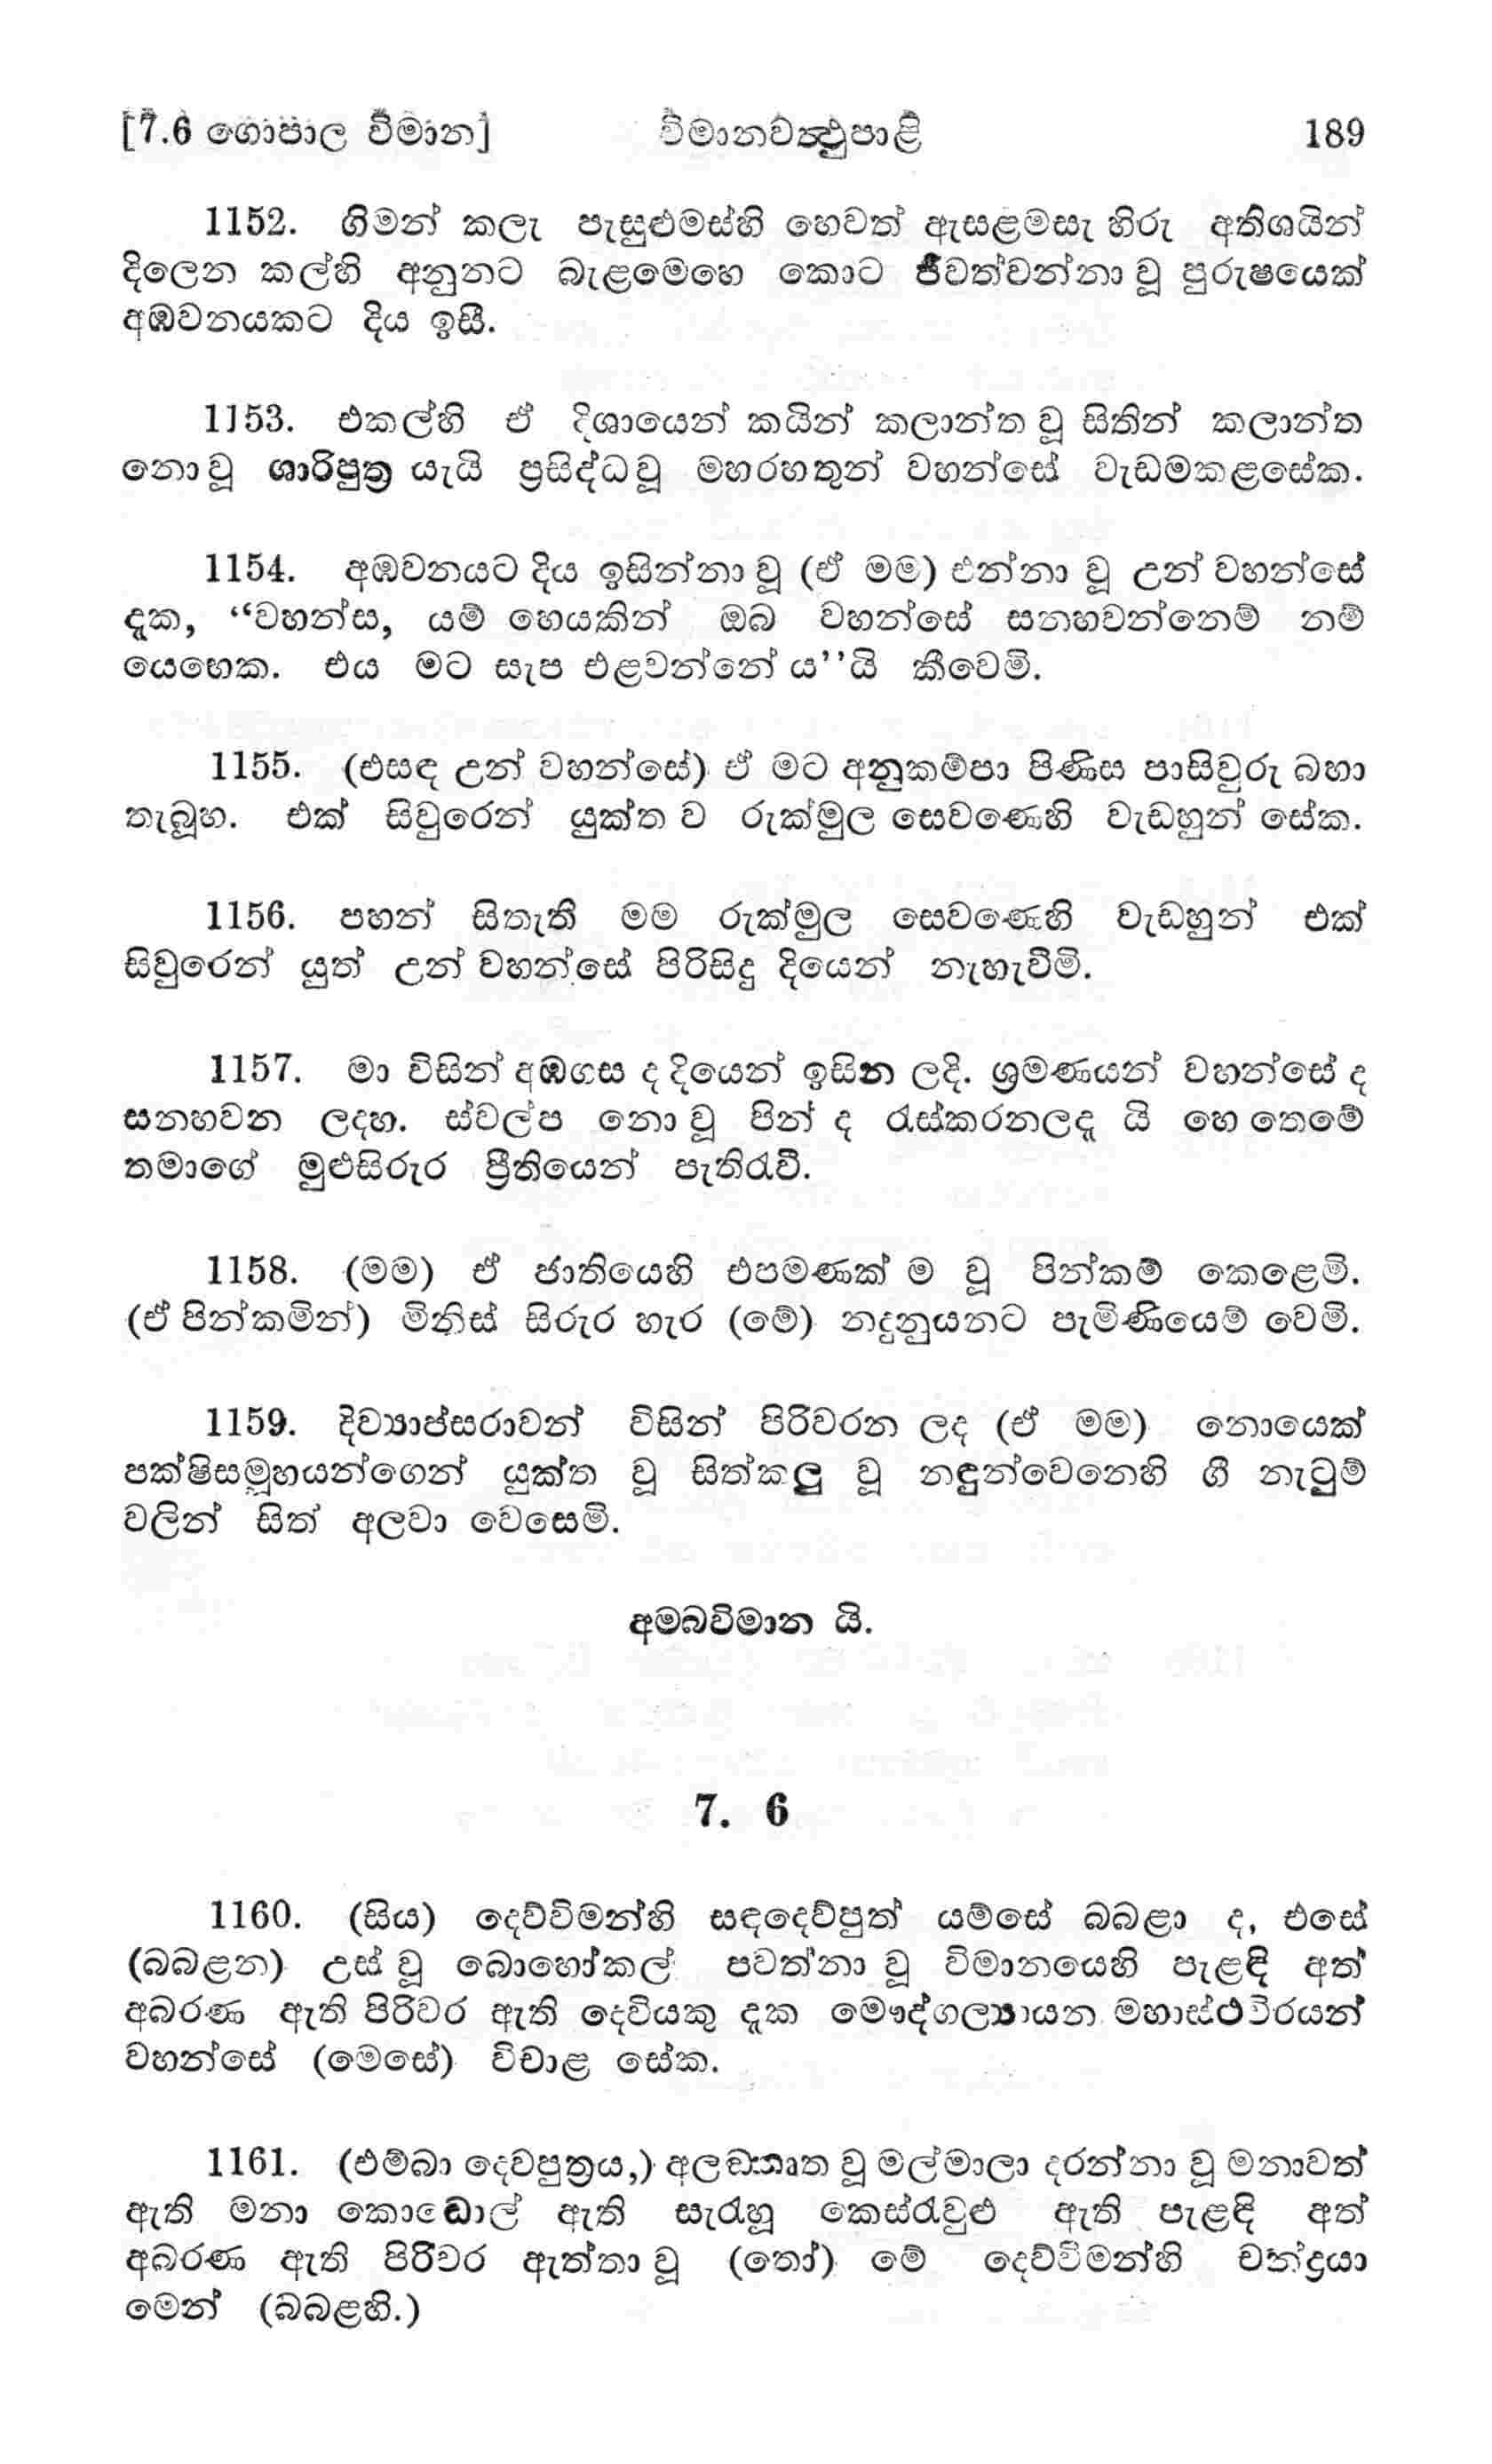 [7.6 ගොපාල විමාන] විමානවත්‍ථුපාළි 189
1152. ගිමන් කලැ පැසුළුමස්හි හෙවත් ඇසළමසැ හිරු අතිශයින්
දිලෙන කල්හි අනුනට බැළමෙහෙ කොට ජීවත්වන්නා වූ පුරුෂයෙක්
අඹවනයකට දිය ඉසී.
1153. එකල්හි ඒ දිශායෙන් කයින් කලාන්ත වූ සිතින් කලාන්ත
නො වූ ශාරිපුත්‍ර යැයි ප්‍රසිද්ධ වූ මහරහතුන් වහන්සේ වැඩමකළසේක.
1154. අඹවනයට දිය ඉසින්නා වූ (ඒ මම) එන්නා වූ උන් වහන්සේ
දැක, “වහන්ස, යම් හෙයකින් ඔබ වහන්සේ සනහවන්නෙම් නම්
යෙහෙක. එය මට සැප එළවන්නේ ය’’යි කීවෙමි.
1155. (එසඳ උන් වහන්සේ) ඒ මට අනුකම්පා පිණිස පාසිවුරු බහා
තැබූහ. එක් සිවුරෙන් යුක්ත ව රුක්මුල සෙවණෙහි වැඩහුන් සේක.
1156. පහන් සිතැති මම රුක්මුල සෙවණෙහි වැඩහුන් එක්
සිවුරෙන් යුත් උන් වහන්සේ පිරිසිදු දියෙන් නැහැවීමි.
1157. මා විසින් අඹගස ද දියෙන් ඉසින ලදි. ශ්‍රමණයන් වහන්සේ ද
සනහවන ලදහ. ස්වල්ප නො වූ පින් ද රැස්කරනලදැ යි හෙ තෙමේ
තමාගේ මුළුසිරුර ප්‍රීතියෙන් පැතිරැවී.
1158. (මම) ඒ ජාතියෙහි එපමණක් ම වූ පින්කම් කෙළෙමි.
(ඒ පින්කමින්) මිනිස් සිරුර හැර (මේ) නදුනුයනට පැමිණියෙම් වෙමි.
1159. දිව්‍යාප්සරාවන් විසින් පිරිවරන ලද (ඒ මම) නොයෙක්
පක්ෂිසමූහයන්ගෙන් යුක්ත වූ සිත්කලු වූ නඳුන්වෙනෙහි ගී නැටුම්
වලින් සිත් අලවා වෙසෙමි.
අම්බවිමාන යි.
7. 6
1160. (සිය) දෙව්විමන්හි සඳදෙව්පුත් යම්සේ බබළා ද, එසේ
(බබළන) උස් වූ බොහෝකල් පවත්නා වූ විමානයෙහි පැළඳි අත්
අබරණ ඇති පිරිවර ඇති දෙවියකු දැක මෞද්ගල්‍යායන මහාස්ථවිරයන්
වහන්සේ (මෙසේ) විචාළ සේක.
1161. (එම්බා දෙවපුත්‍රය,) අලඞ්කෘත වූ මල්මාලා දරන්නා වූ මනාවත්
ඇති මනා කොඬොල් ඇති සැරැහූ කෙස්රැවුළු ඇති පැළඳි අත්
අබරණ ඇති පිරිවර ඇත්තා වූ (තෝ) මේ දෙව්විමන්හි චන්ද්‍රයා
මෙන් (බබළහි.)